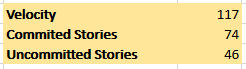 Velocity 117
Commited Stories 74
Uncommitted Stories 46